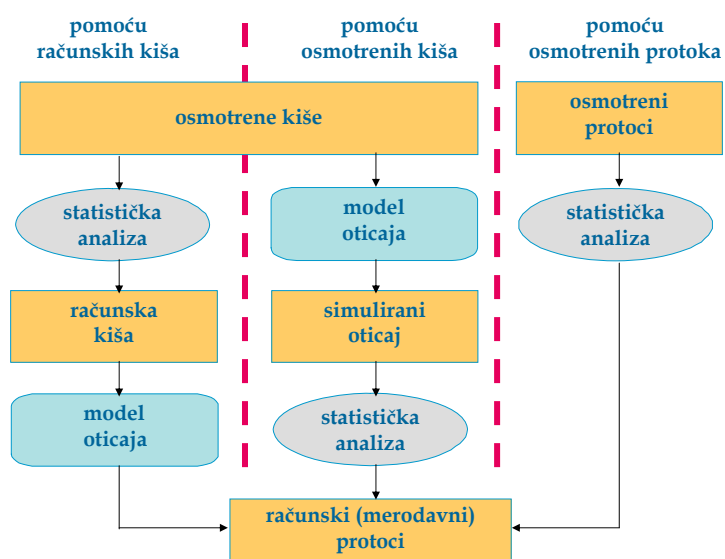 pomoću
računskih kiša
pomoću
osmotrenih kiša
pomoću
osmotrenih protoka
osmotrene kiše
osmotreni
protoci
statistička
analiza
model
oticaja
statistička
analiza
računska
kiša
simulirani
oticaj
model
oticaja
statistička
analiza
računski (merodavni)
protoci